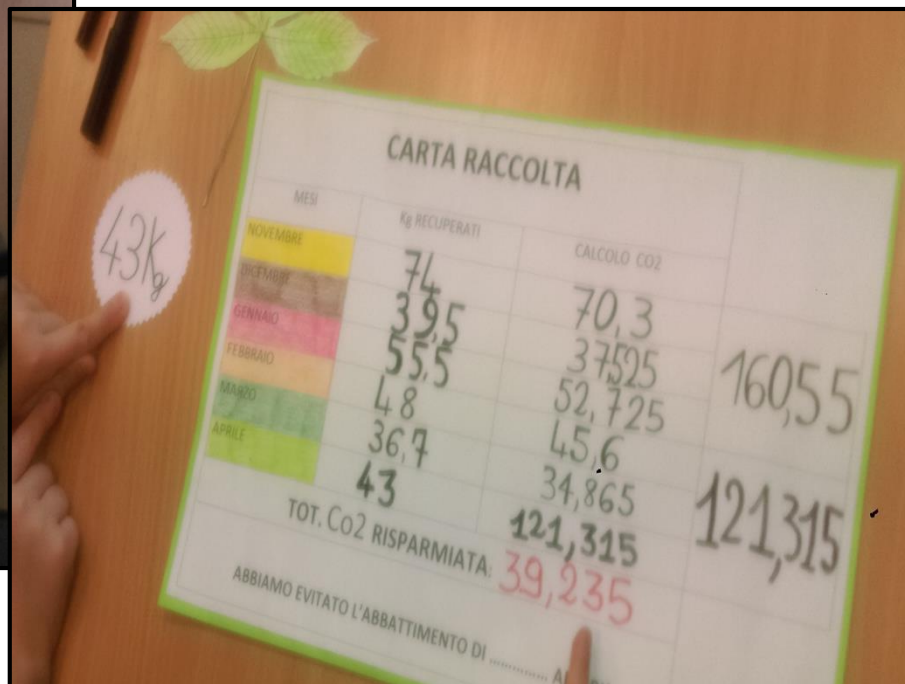 43Kg
CARTA RACCOLTA
MESI Kg RECUPERATI CALCOLO CO2
NOVEMBRE 74 70,3
DICEMBRE 39,5 37525
GENNAIO 55,5 52,725 160,55
FEBBRAIO 48 45,6
MARZO 36,7 34,865
APRILE 43 121,315 121,315
TOT. Co2 RISPARMIATA: 39,235
ABBIAMO EVITATO L'ABBATTIMENTO DI ..............